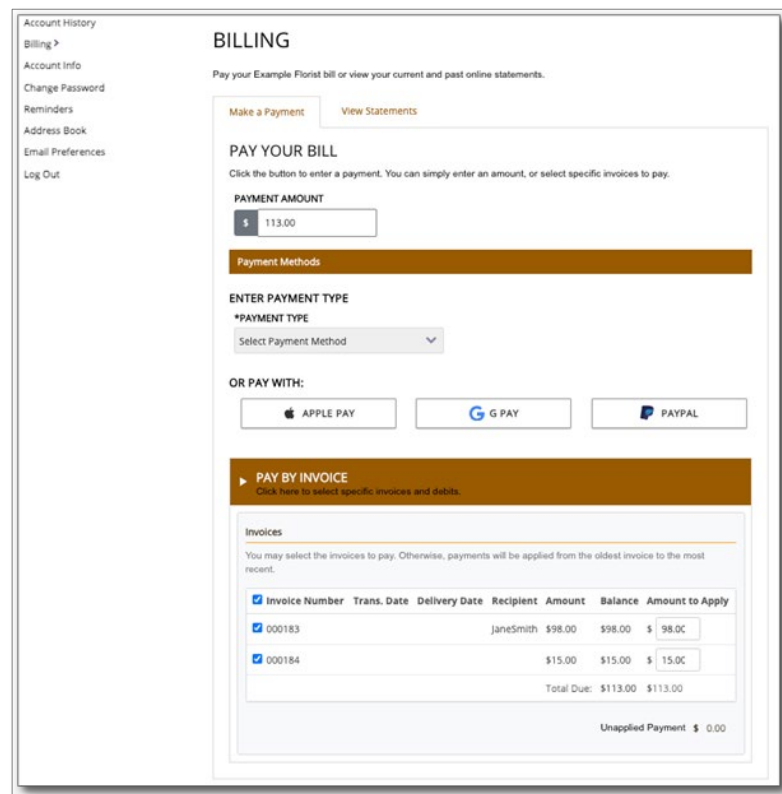 Account History
Billing >
Account Info
Change Password
Reminders
Address Book
Email Preferences
Log Out
BILLING
Pay your Example Florist bill or view your current and past online statements.
Make a Payment View Statements
PAY YOUR BILL
Click the button to enter a payment. You can simply enter an amount, or select specific invoices to pay.
PAYMENT AMOUNT
$ 113.00
Payment Methods
ENTER PAYMENT TYPE
*PAYMENT TYPE
Select Payment Method
OR PAY WITH:
APPLE PAY G PAY PAYPAL
PAY BY INVOICE
Click here to select specific invoices and debits.
Invoices
You may select the invoices to pay. Otherwise, payments will be applied from the oldest invoice to the most
recent.
Invoice Number Trans. Date Delivery Date Recipient Amount Balance Amount to Apply
000183 JaneSmith $98.00 $98.00 $ 98.00
000184 $15.00 $15.00 $ 15.00
Total Due: $113.00 $113.00
Unapplied Payment $ 0.00